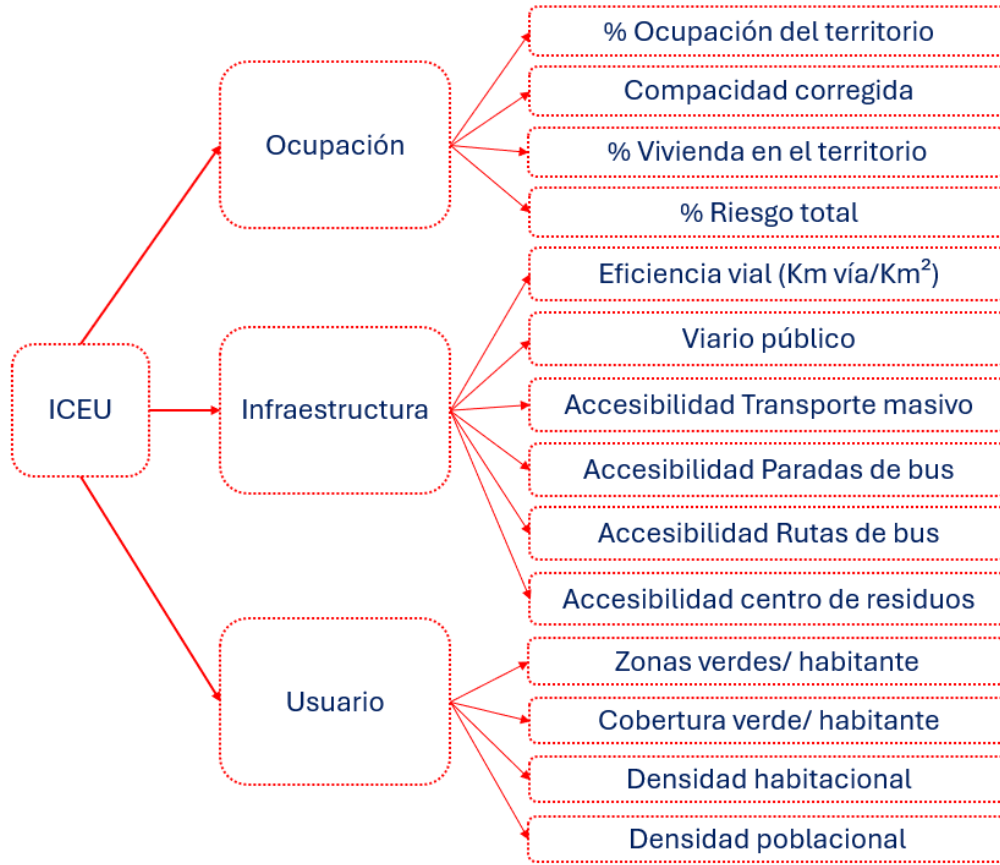 ICEU
Ocupación
% Ocupación del territorio
Compacidad corregida
% Vivienda en el territorio
% Riesgo total
Infraestructura
Eficiencia vial (Km vía/Km²)
Viario público
Accesibilidad Transporte masivo
Accesibilidad Paradas de bus
Accesibilidad Rutas de bus
Accesibilidad centro de residuos
Usuario
Zonas verdes/ habitante
Cobertura verde/ habitante
Densidad habitacional
Densidad poblacional